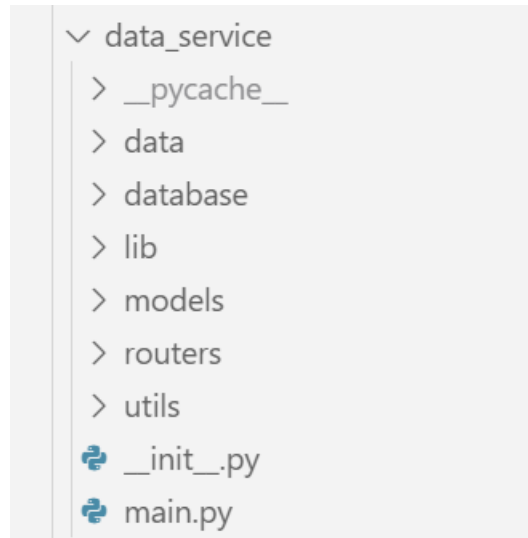 data_service
__pycache__
data
database
lib
models
routers
utils
__init__.py
main.py